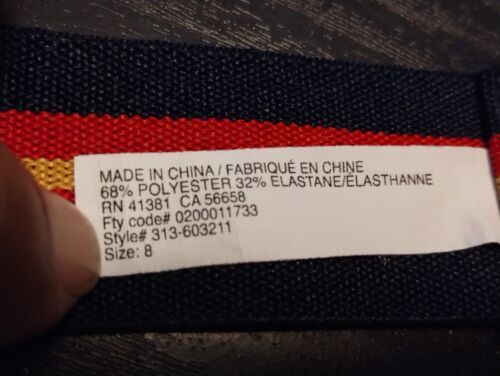 MADE IN CHINA / FABRIQUÉ EN CHINE
68% POLYESTER 32% ELASTANE/ÉLASTHANNE
RN 41381 CA 56658
Fty code# 0200011733
Style# 313-603211
Size: 8